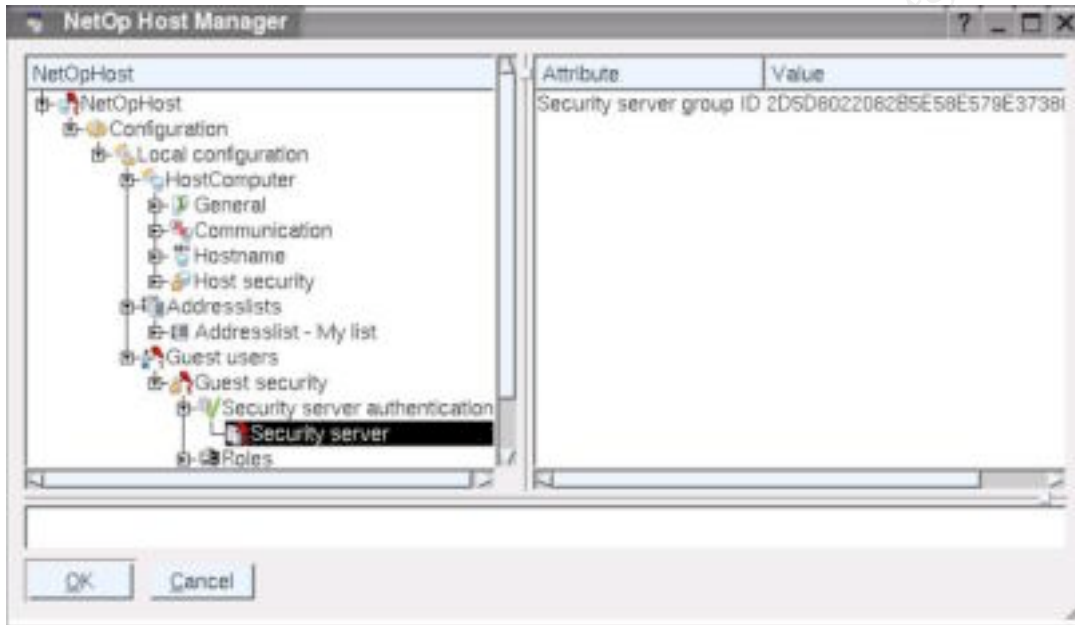 NetOp Host Manager
NetOpHost
NetOpHost
Configuration
Local configuration
HostComputer
General
Communication
Hostname
Host security
Addresslists
Addresslist - My list
Guest users
Guest security
Security server authentication
Security server
Roles
Attribute Value
Security server group ID
OK Cancel